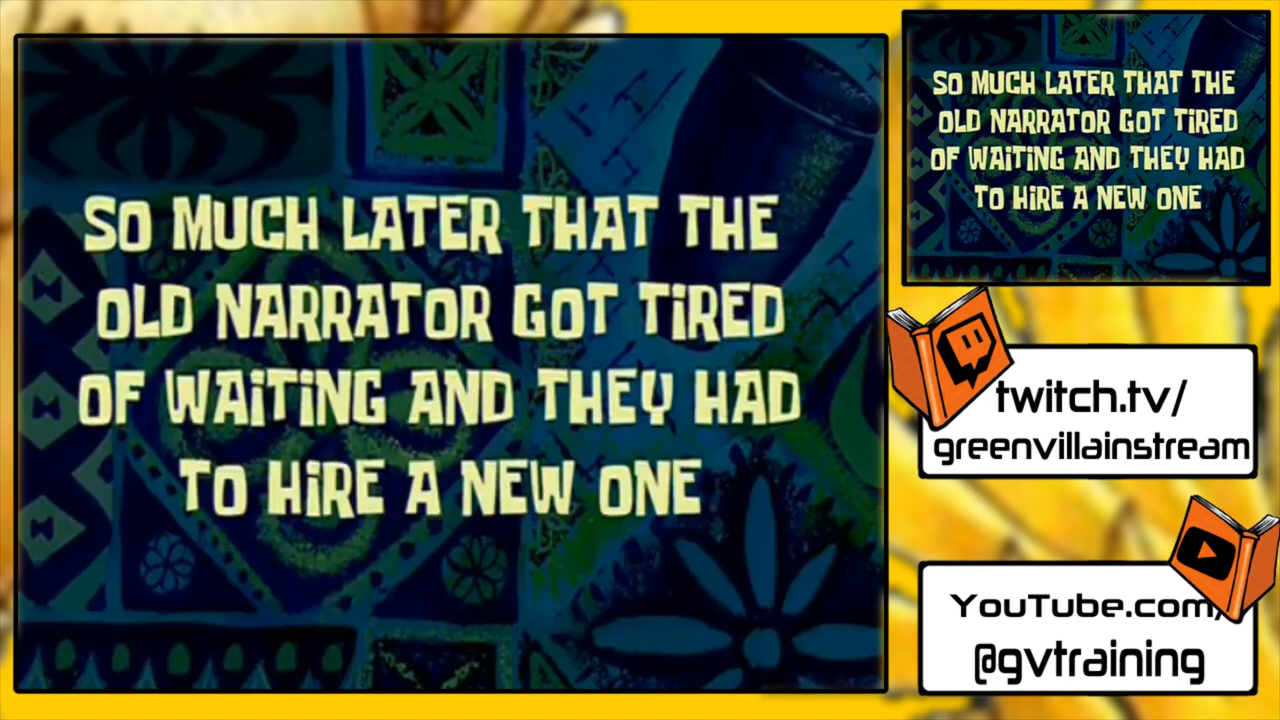 SO MUCH LATER THAT THE
OLD NARRATOR GOT TiRED
OF WAiTiNG AND THEY HAD
TO HiRE A NEW ONE
SO MUCH LATER THAT THE
OLD NARRATOR GOT TiRED
OF WAiTiNG AND THEY HAD
TO HiRE A NEW ONE
twitch.tv/
greenvillainstream
YouTube.com/
@gvtraining